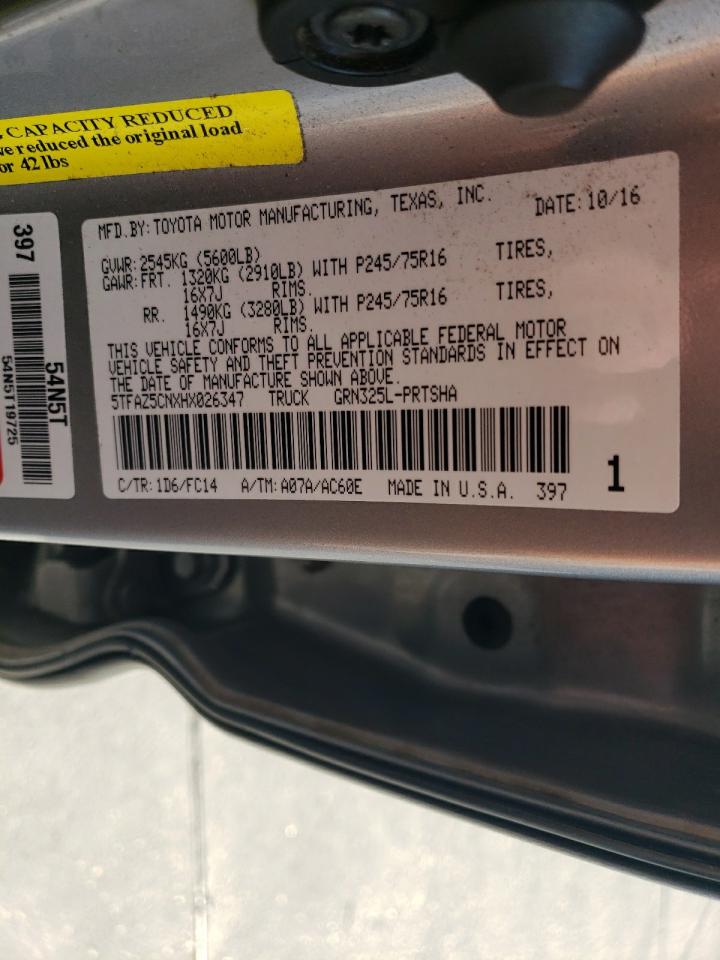 CAPACITY REDUCED
we reduced the original load
or 42 lbs
MFD. BY: TOYOTA MOTOR MANUFACTURING, TEXAS, INC. DATE: 10/16
GVWR: 2545KG (5600LB)
GAWR: FRT. 1320KG (2910LB) WITH P245/75R16 TIRES,
16X7J RIMS.
RR. 1490KG (3280LB) WITH P245/75R16 TIRES,
16X7J RIMS.
THIS VEHICLE CONFORMS TO ALL APPLICABLE FEDERAL MOTOR
VEHICLE SAFETY AND THEFT PREVENTION STANDARDS IN EFFECT ON
THE DATE OF MANUFACTURE SHOWN ABOVE.
5TFAZ5CNXHX026347 TRUCK GRN325L-PRTSHA
C/TR: 1D6/FC14 A/TM: A07A/AC60E MADE IN U.S.A. 397
1
397
54N5T
54N5T19725